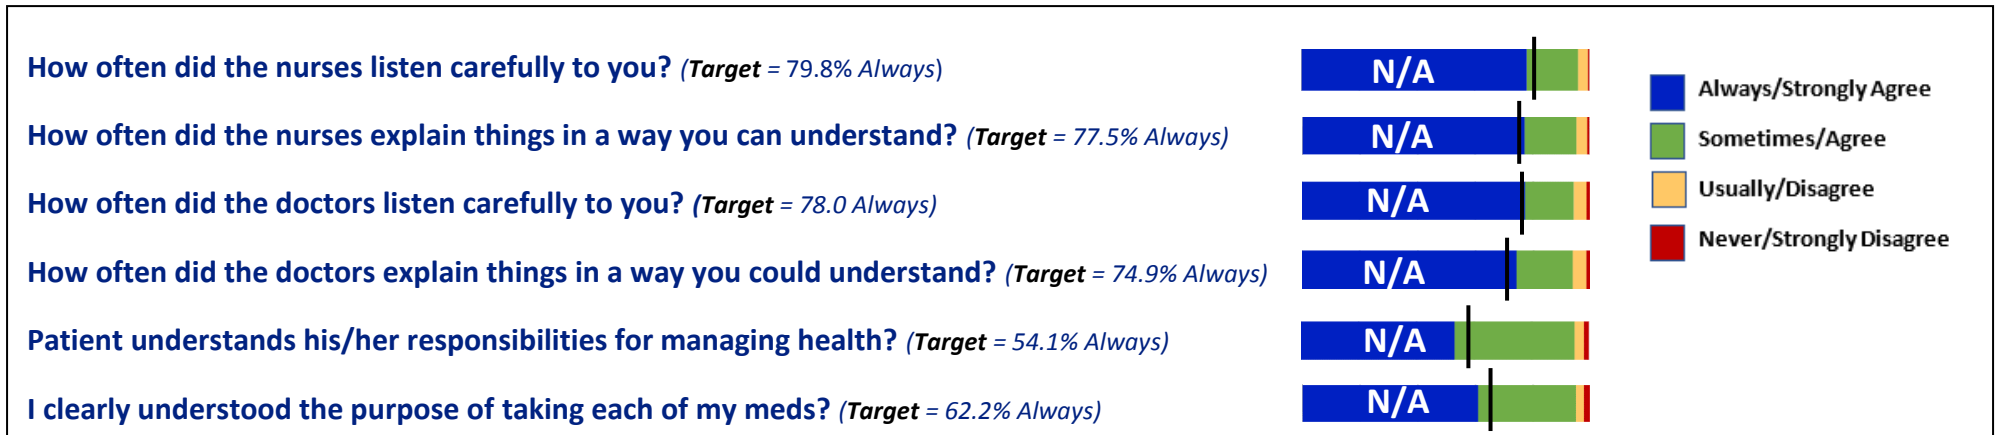 How often did the nurses listen carefully to you? (Target = 79.8% Always)
N/A
How often did the nurses explain things in a way you can understand? (Target = 77.5% Always)
N/A
How often did the doctors listen carefully to you? (Target = 78.0 Always)
N/A
How often did the doctors explain things in a way you could understand? (Target = 74.9% Always)
N/A
Patient understands his/her responsibilities for managing health? (Target = 54.1% Always)
N/A
I clearly understood the purpose of taking each of my meds? (Target = 62.2% Always)
N/A
Always/Strongly Agree
Sometimes/Agree
Usually/Disagree
Never/Strongly Disagree